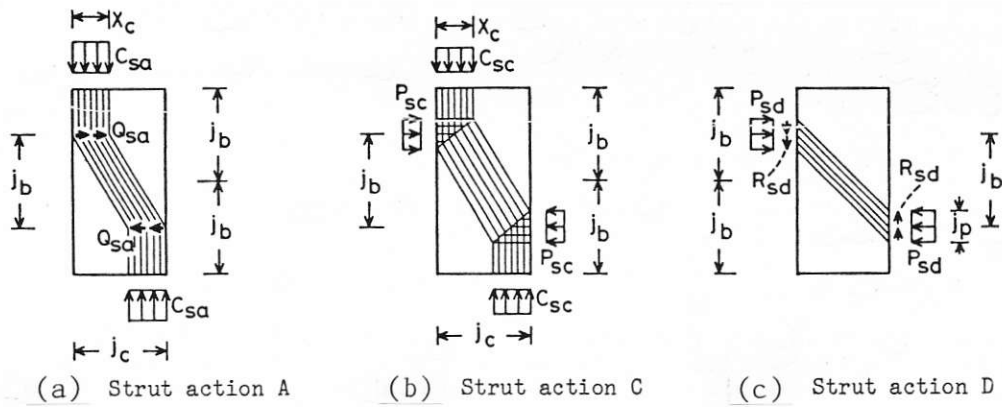 x_c
C_sa
Q_sa
j_b
j_b
j_b
Q_sa
C_sa
j_c
(a) Strut action A
x_c
C_sc
P_sc
j_b
j_b
j_b
P_sc
C_sc
j_c
(b) Strut action C
P_sd
R_sd
j_b
j_b
R_sd
j_p
j_b
P_sd
(c) Strut action D